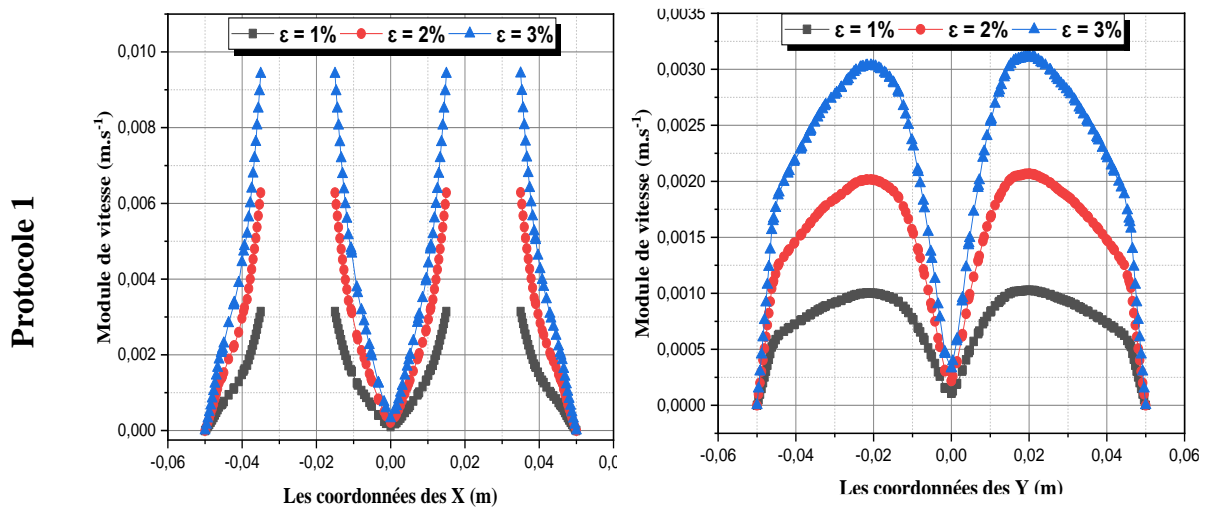 Protocole 1
ε = 1% ε = 2% ε = 3%
Module de vitesse (m.s-1)
0,010
0,008
0,006
0,004
0,002
0,000
-0,06 -0,04 -0,02 0,00 0,02 0,04 0,0
Les coordonnées des X (m)
ε = 1% ε = 2% ε = 3%
Module de vitesse (m.s-1)
0,0035
0,0030
0,0025
0,0020
0,0015
0,0010
0,0005
0,0000
-0,06 -0,04 -0,02 0,00 0,02 0,04 0,06
Les coordonnées des Y (m)